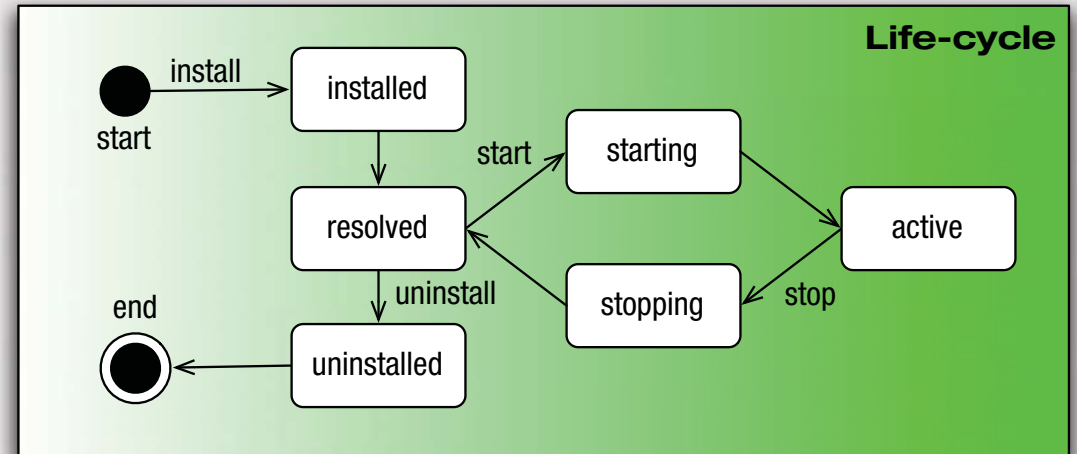 Life-cycle
install
installed
start
start
starting
resolved
active
uninstall
stopping
stop
end
uninstalled